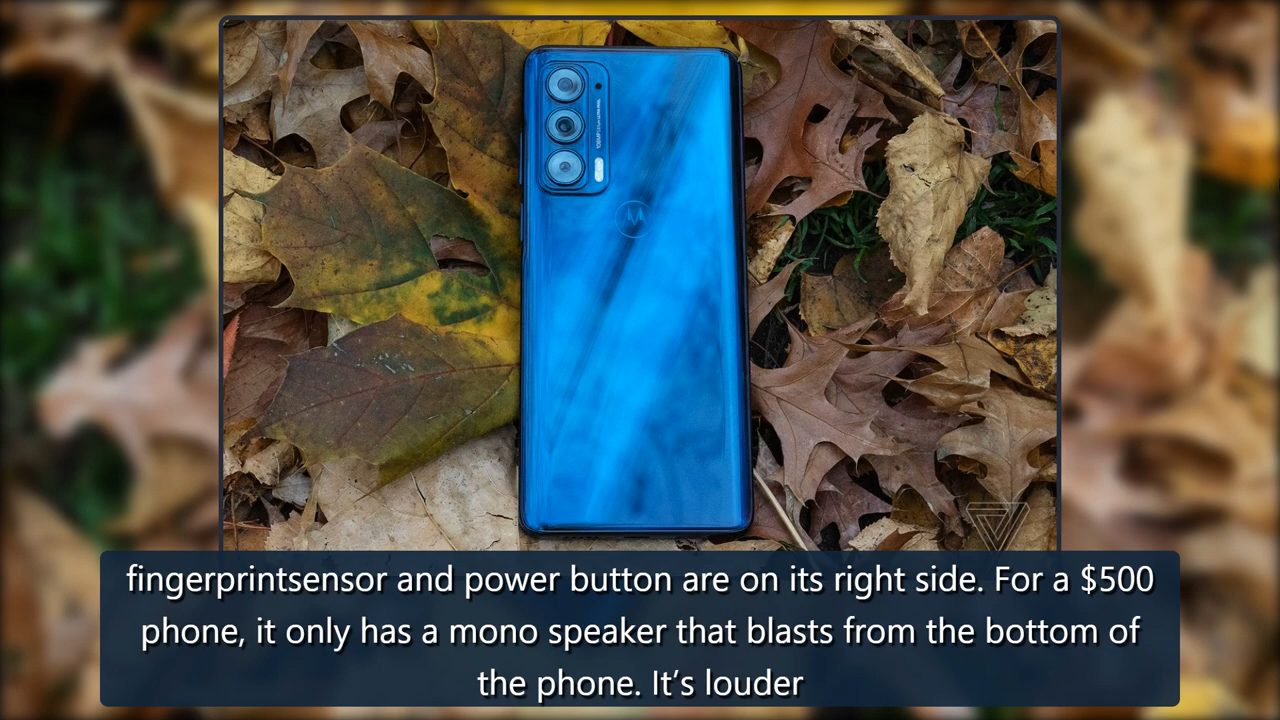 fingerprintsensor and power button are on its right side. For a $500
phone, it only has a mono speaker that blasts from the bottom of
the phone. It’s louder